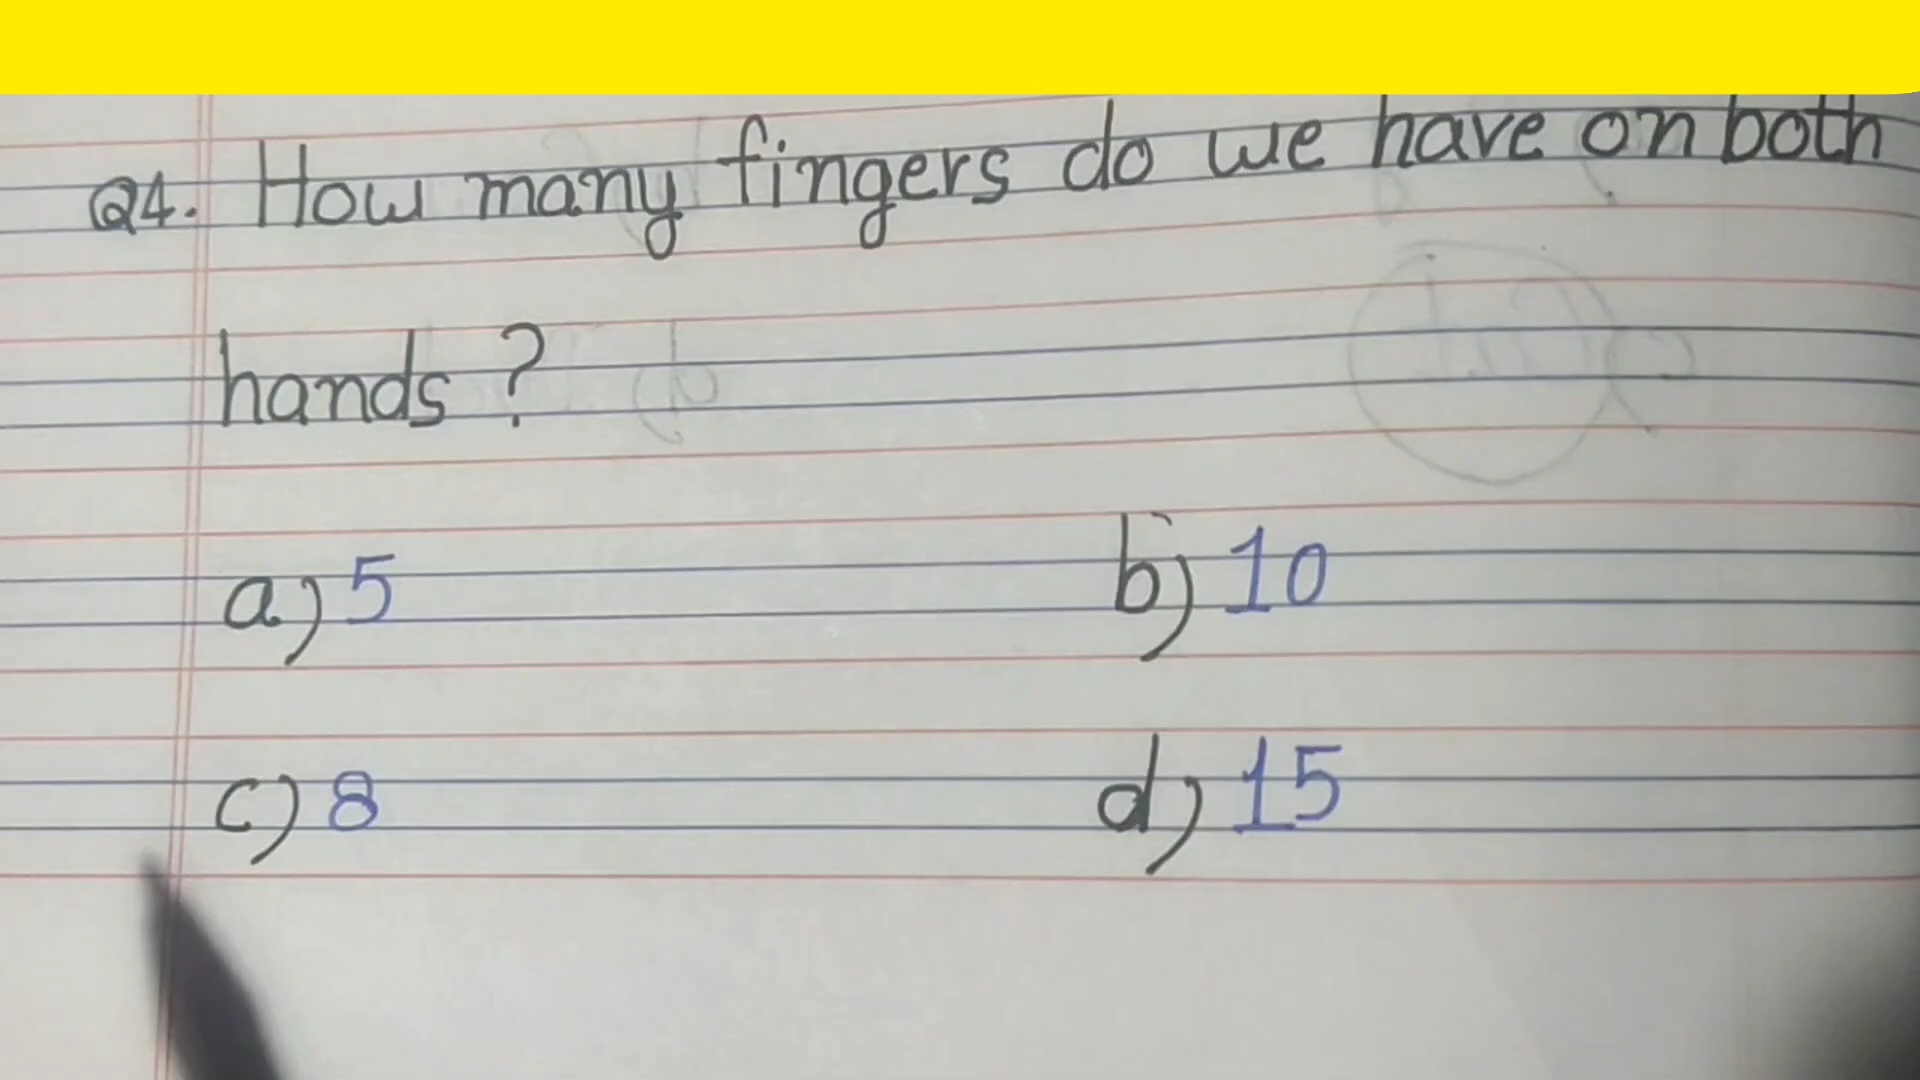 Q4. How many fingers do we have on both
hands ?
a) 5
b) 10
c) 8
d) 15